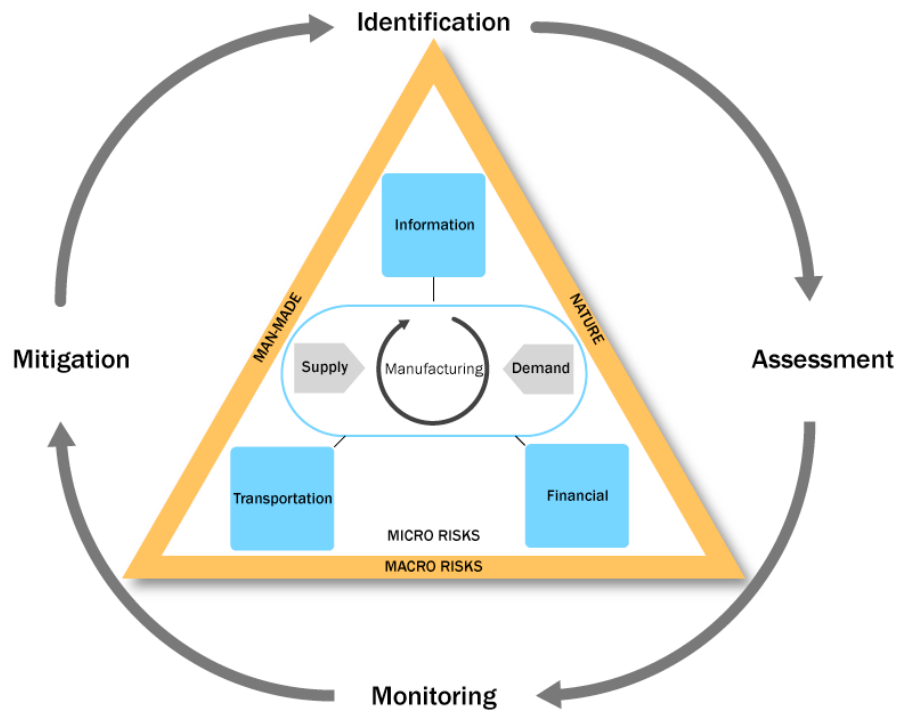 Identification
Information
MAN-MADE
NATURE
Mitigation
Supply
Manufacturing
Demand
Assessment
Transportation
Financial
MICRO RISKS
MACRO RISKS
Monitoring